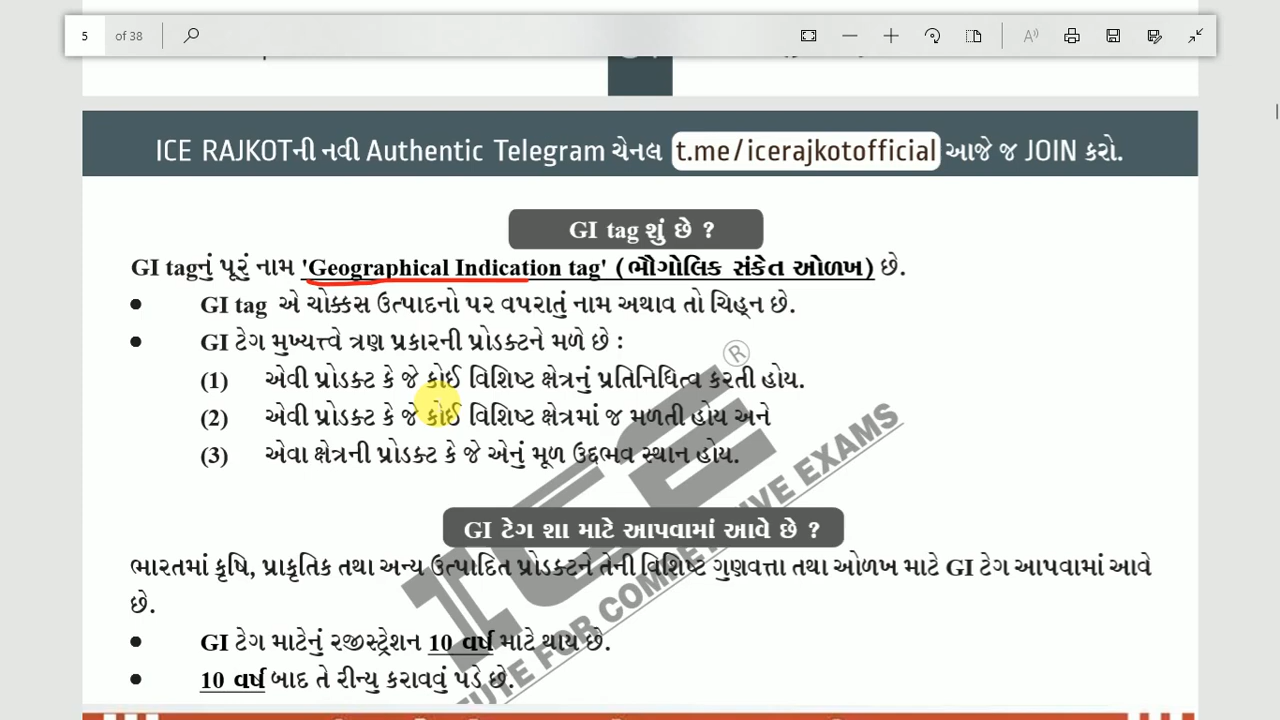 5 of 38
ICE RAJKOTની નવી Authentic Telegram ચેનલ t.me/icerajkotofficial આજે જ JOIN કરો.
GI tag શું છે ?
GI tagનું પૂરું નામ 'Geographical Indication tag' (ભૌગોલિક સંકેત ઓળખ) છે.
● GI tag એ ચોક્કસ ઉત્પાદનો પર વપરાતું નામ અથાવ તો ચિહ્ન છે.
● GI ટેગ મુખ્યત્ત્વે ત્રણ પ્રકારની પ્રોડક્ટને મળે છે :
(1) એવી પ્રોડક્ટ કે જે કોઈ વિશિષ્ટ ક્ષેત્રનું પ્રતિનિધિત્વ કરતી હોય.
(2) એવી પ્રોડક્ટ કે જે કોઈ વિશિષ્ટ ક્ષેત્રમાં જ મળતી હોય અને
(3) એવા ક્ષેત્રની પ્રોડક્ટ કે જે એનું મૂળ ઉદ્દભવ સ્થાન હોય.
ICE
®
GI ટેગ શા માટે આપવામાં આવે છે ?
ભારતમાં કૃષિ, પ્રાકૃતિક તથા અન્ય ઉત્પાદિત પ્રોડક્ટને તેની વિશિષ્ટ ગુણવત્તા તથા ઓળખ માટે GI ટેગ આપવામાં આવે
છે.
● GI ટેગ માટેનું રજીસ્ટ્રેશન 10 વર્ષ માટે થાય છે.
● 10 વર્ષ બાદ તે રીન્યુ કરાવવું પડે છે.